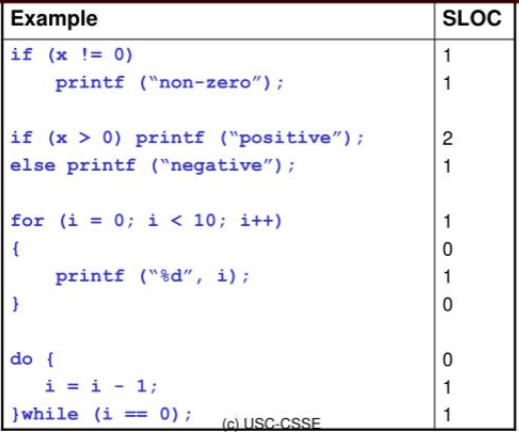 Example SLOC
if (x != 0) 1
printf (“non-zero”); 1
if (x > 0) printf (“positive”); 2
else printf (“negative”); 1
for (i = 0; i < 10; i++) 1
{ 0
printf (“%d”, i); 1
} 0
do { 0
i = i - 1; 1
}while (i == 0); 1
(c) USC-CSSE